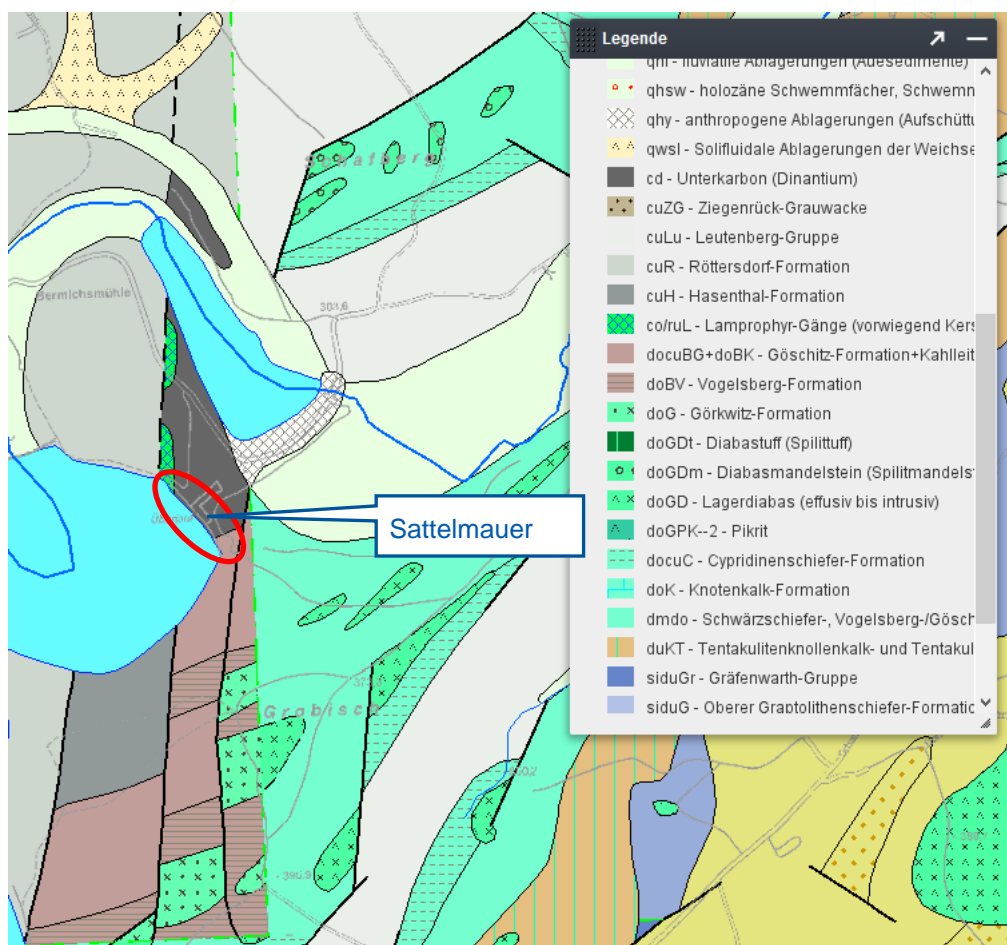 Legende
qhf - fluviatile Ablagerungen (Auesedimente)
qhsw - holozäne Schwemmfächer, Schwemn
qhy - anthropogene Ablagerungen (Aufschüttu
qwsl - Solifluidale Ablagerungen der Weichse
cd - Unterkarbon (Dinantium)
cuZG - Ziegenrück-Grauwacke
cuLu - Leutenberg-Gruppe
cuR - Röttersdorf-Formation
cuH - Hasenthal-Formation
co/ruL - Lamprophyr-Gänge (vorwiegend Kers
docuBG+doBK - Göschitz-Formation+Kahlleit
doBV - Vogelsberg-Formation
doG - Görkwitz-Formation
doGDt - Diabastuff (Spilittuff)
doGDm - Diabasmandelstein (Spilitmandelst
doGD - Lagerdiabas (effusiv bis intrusiv)
doGPK--2 - Pikrit
docuC - Cypridinenschiefer-Formation
doK - Knotenkalk-Formation
dmdo - Schwärzschiefer-, Vogelsberg-/Gösch
duKT - Tentakulitenknollenkalk- und Tentakul
siduGr - Gräfenwarth-Gruppe
siduG - Oberer Graptolithenschiefer-Formatic
Schafberg
Bermichsmühle
303,6
Sattelmauer
Grobisch